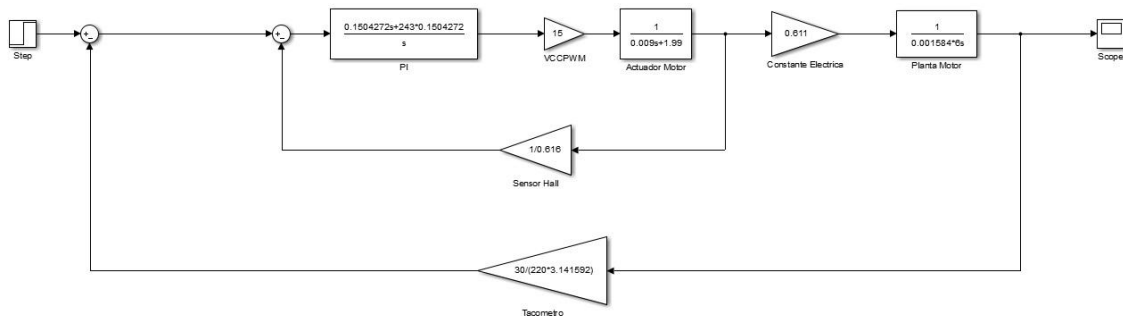 Step
0.1504272s+243*0.1504272
s
PI
15
VCCPWM
1
0.009s+1.99
Actuador Motor
0.611
Constante Electrica
1
0.001584*6s
Planta Motor
Scope
1/0.616
Sensor Hall
30/(220*3.141592)
Tacometro